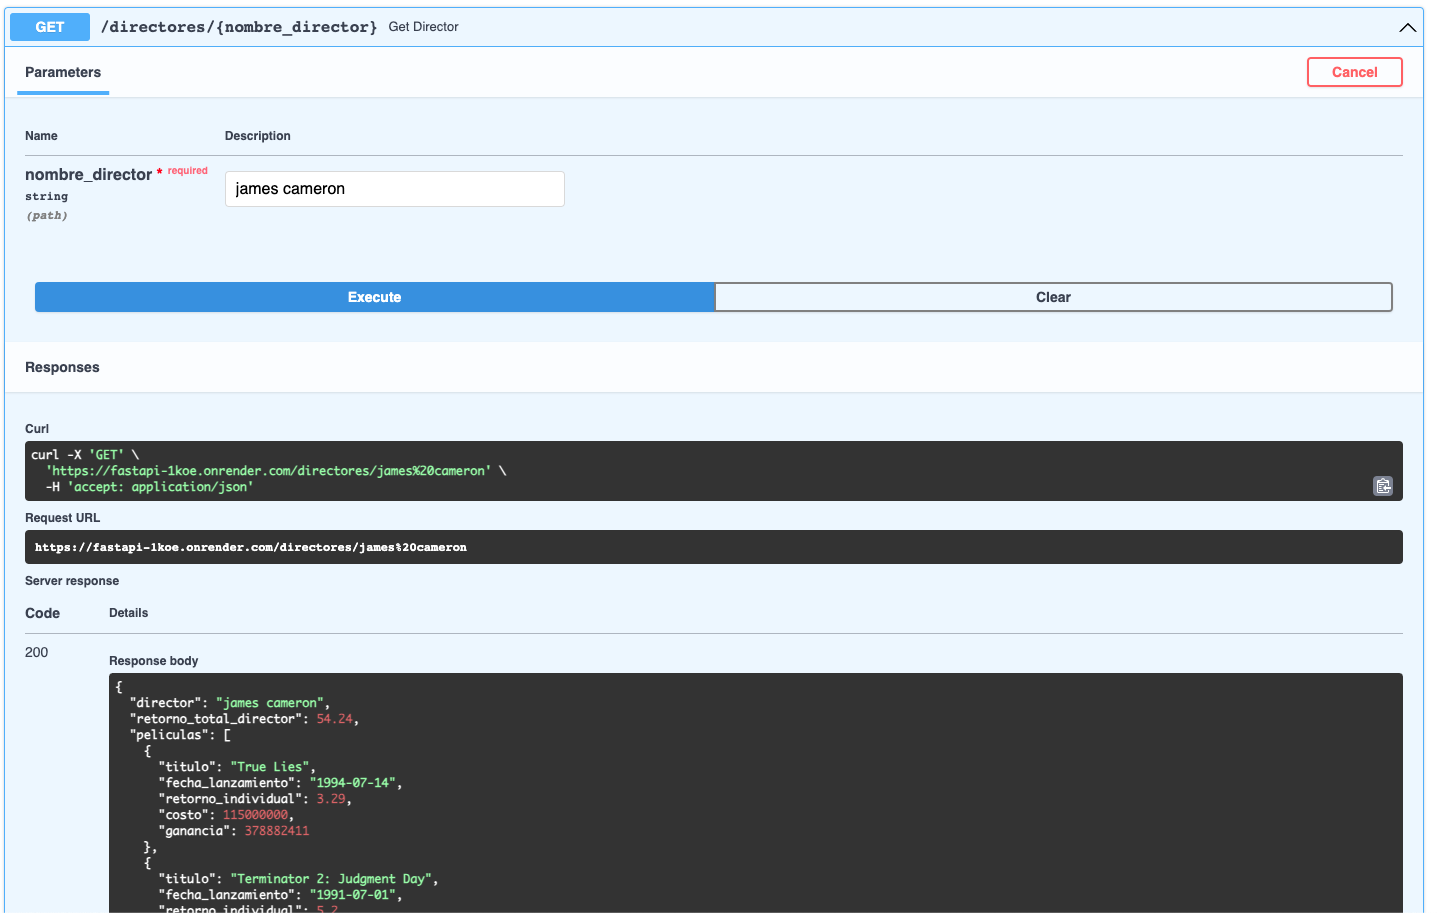 GET /directores/{nombre_director} Get Director
Parameters
Cancel
Name Description
nombre_director * required
string
(path)
james cameron
Execute Clear
Responses
Curl
curl -X 'GET' \
'https://fastapi-1koe.onrender.com/directores/james%20cameron' \
-H 'accept: application/json'
Request URL
https://fastapi-1koe.onrender.com/directores/james%20cameron
Server response
Code Details
200
Response body
{
"director": "james cameron",
"retorno_total_director": 54.24,
"peliculas": [
{
"titulo": "True Lies",
"fecha_lanzamiento": "1994-07-14",
"retorno_individual": 3.29,
"costo": 115000000,
"ganancia": 378882411
},
{
"titulo": "Terminator 2: Judgment Day",
"fecha_lanzamiento": "1991-07-01",
"retorno_individual": 5.2,